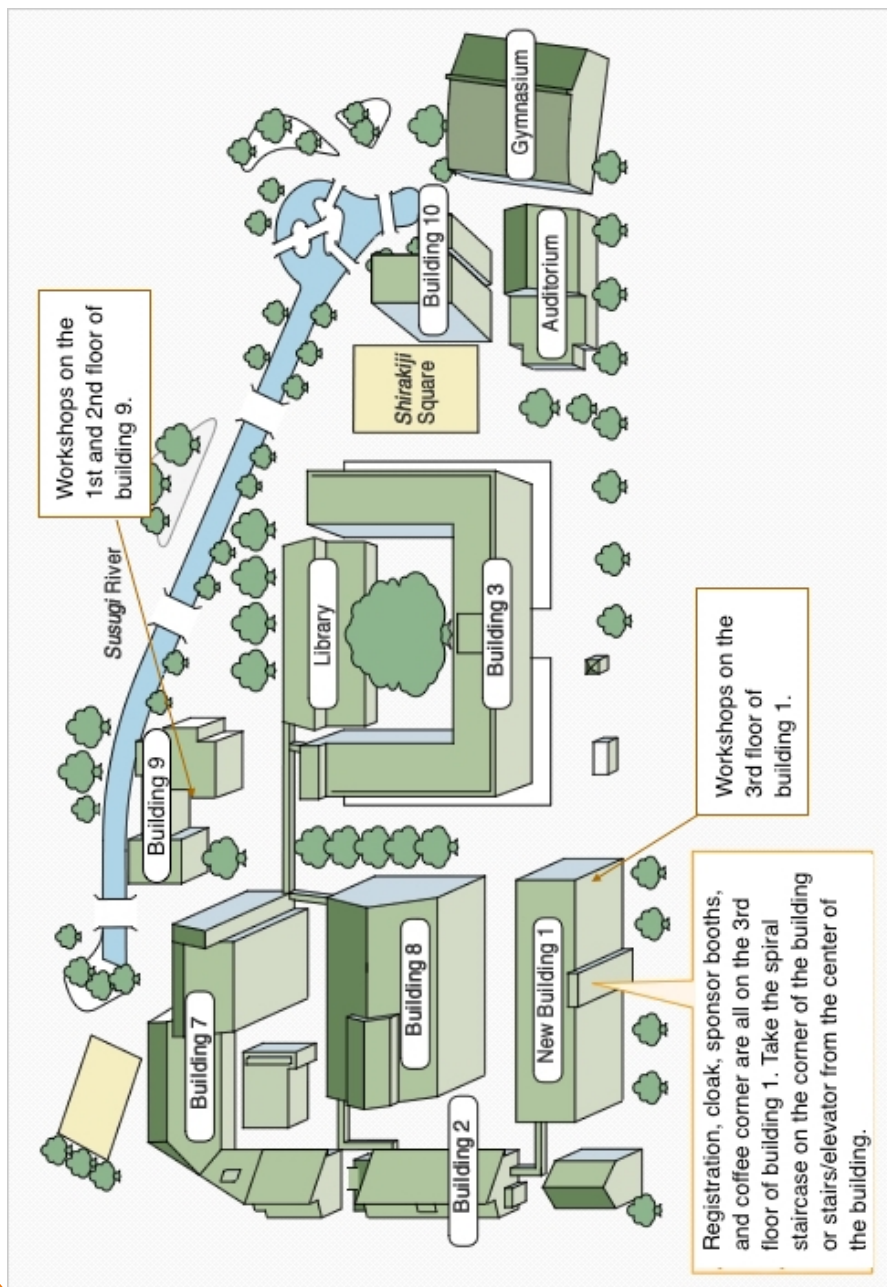 Workshops on the
1st and 2nd floor of
building 9.
Susugi River
Building 9
Building 7
Library
Building 10
Gymnasium
Shirakiji
Square
Building 8
Building 3
Auditorium
Building 2
New Building 1
Registration, cloak, sponsor booths,
and coffee corner are all on the 3rd
floor of building 1. Take the spiral
staircase on the corner of the building
or stairs/elevator from the center of
the building.
Workshops on the
3rd floor of
building 1.